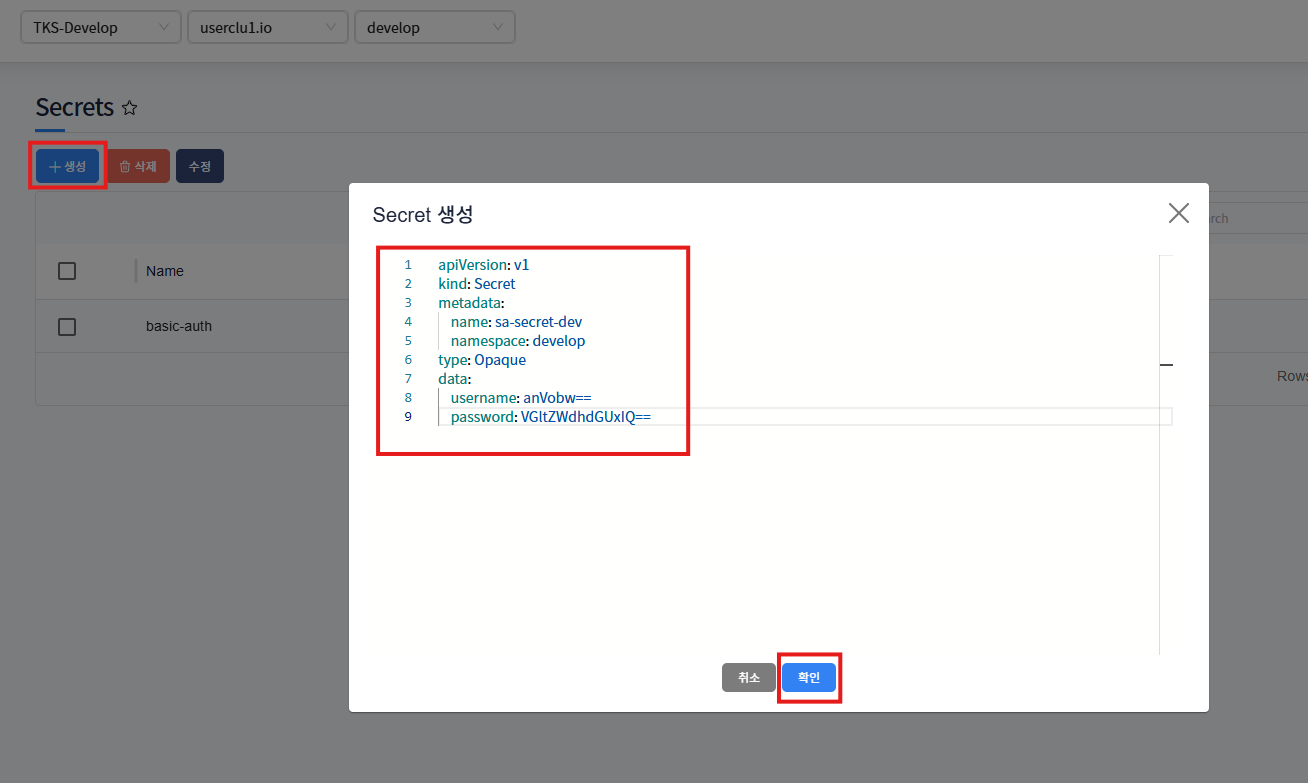 TKS-Develop userclu1.io develop
Secrets
생성 삭제 수정
Secret 생성
rch
Name
basic-auth
Rows
1 apiVersion: v1
2 kind: Secret
3 metadata:
4 name: sa-secret-dev
5 namespace: develop
6 type: Opaque
7 data:
8 username: anVobw==
9 password: VGltZWdhdGUxIQ==
취소 확인